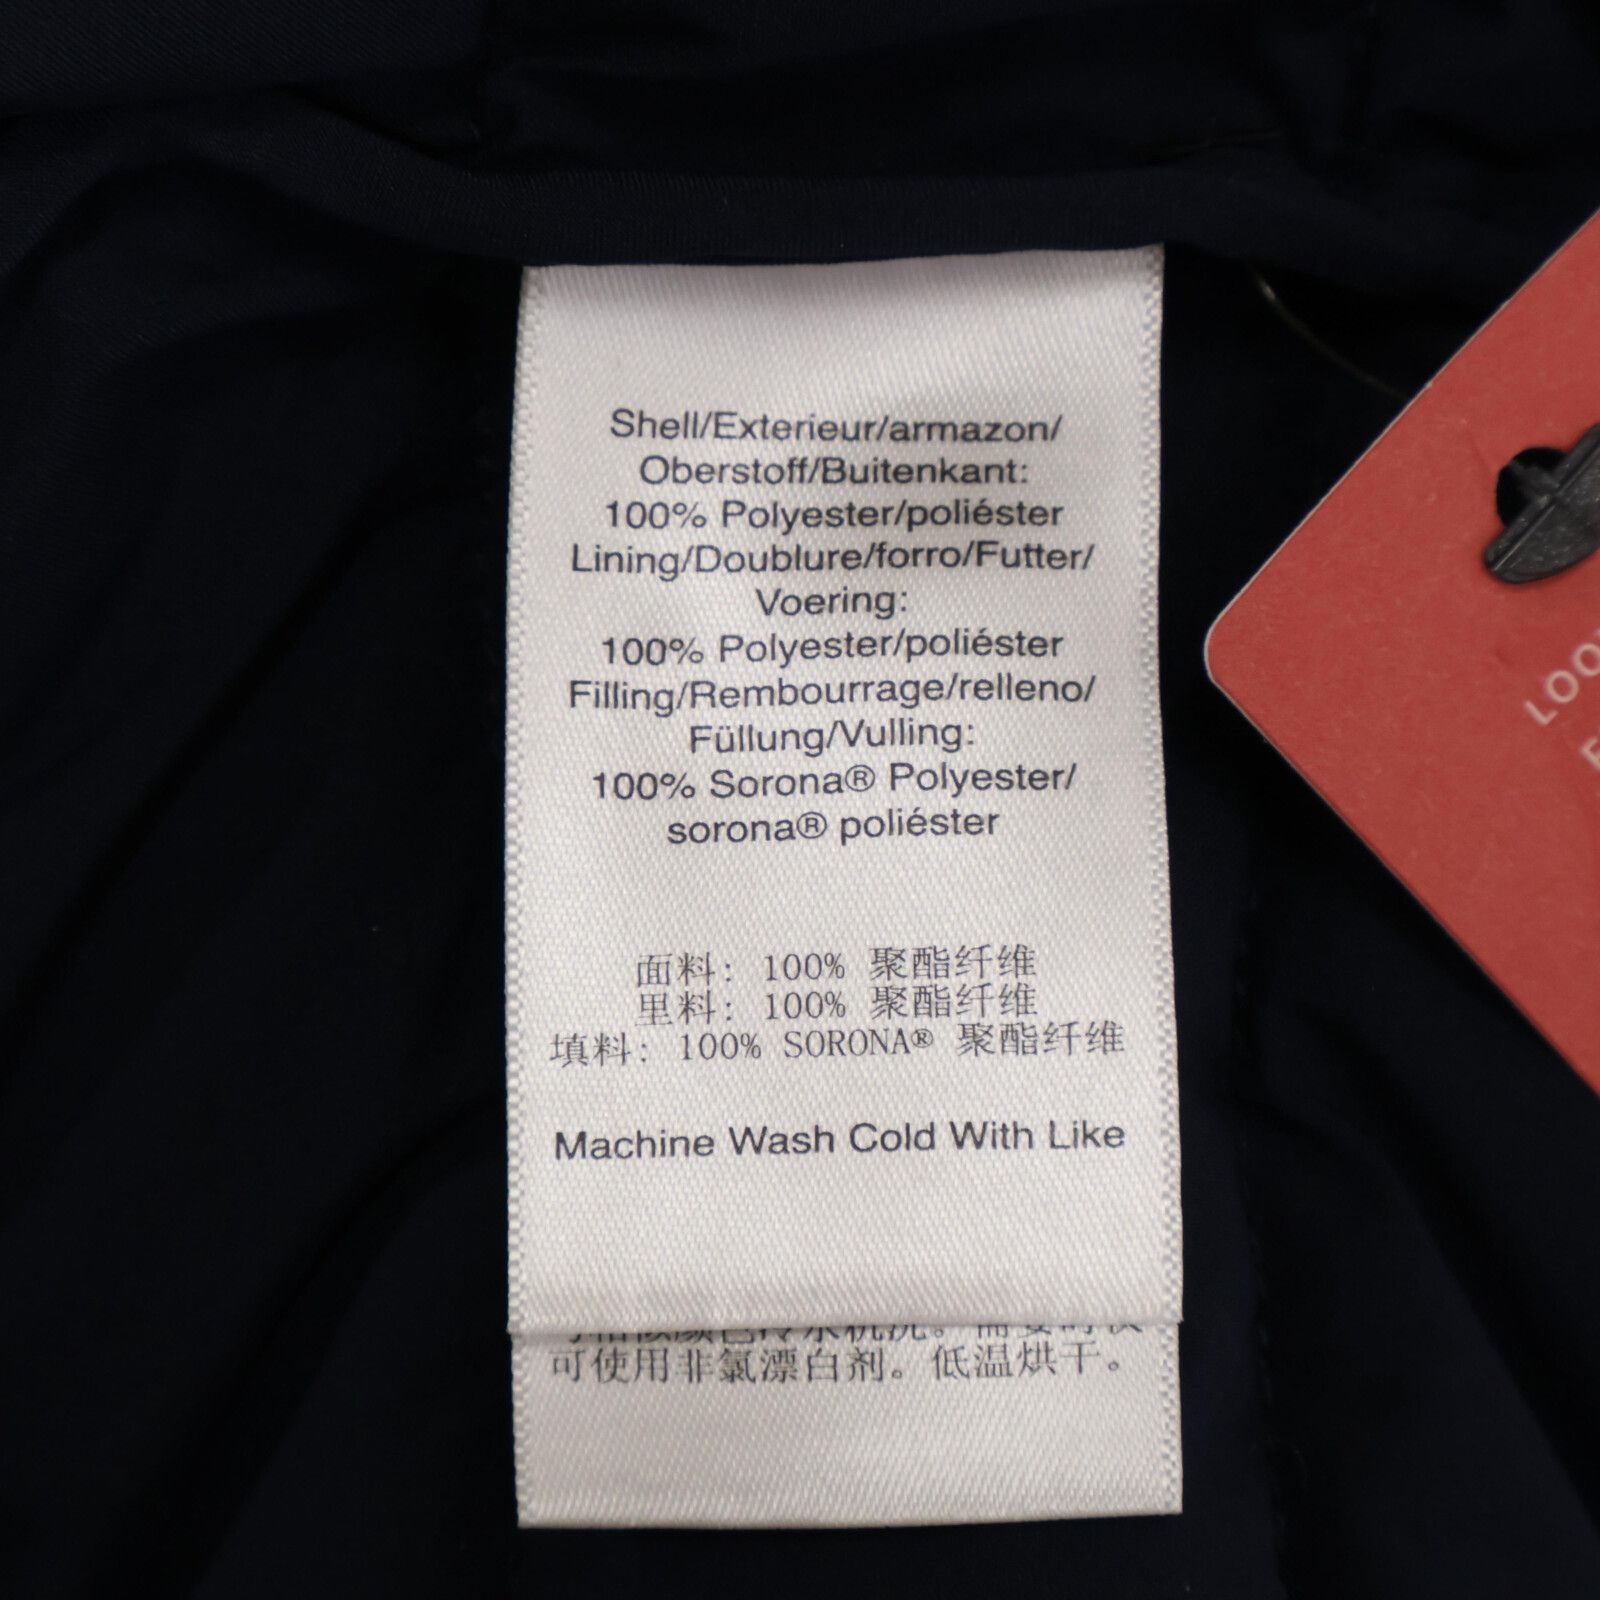 Shell/Exterieur/armazon/
Oberstoff/Buitenkant:
100% Polyester/poliéster
Lining/Doublure/forro/Futter/
Voering:
100% Polyester/poliéster
Filling/Rembourrage/relleno/
Füllung/Vulling:
100% Sorona® Polyester/
sorona® poliéster
面料: 100% 聚酯纤维
里料: 100% 聚酯纤维
填料: 100% SORONA® 聚酯纤维
Machine Wash Cold With Like
可使用非氯漂白剂。低温烘干。